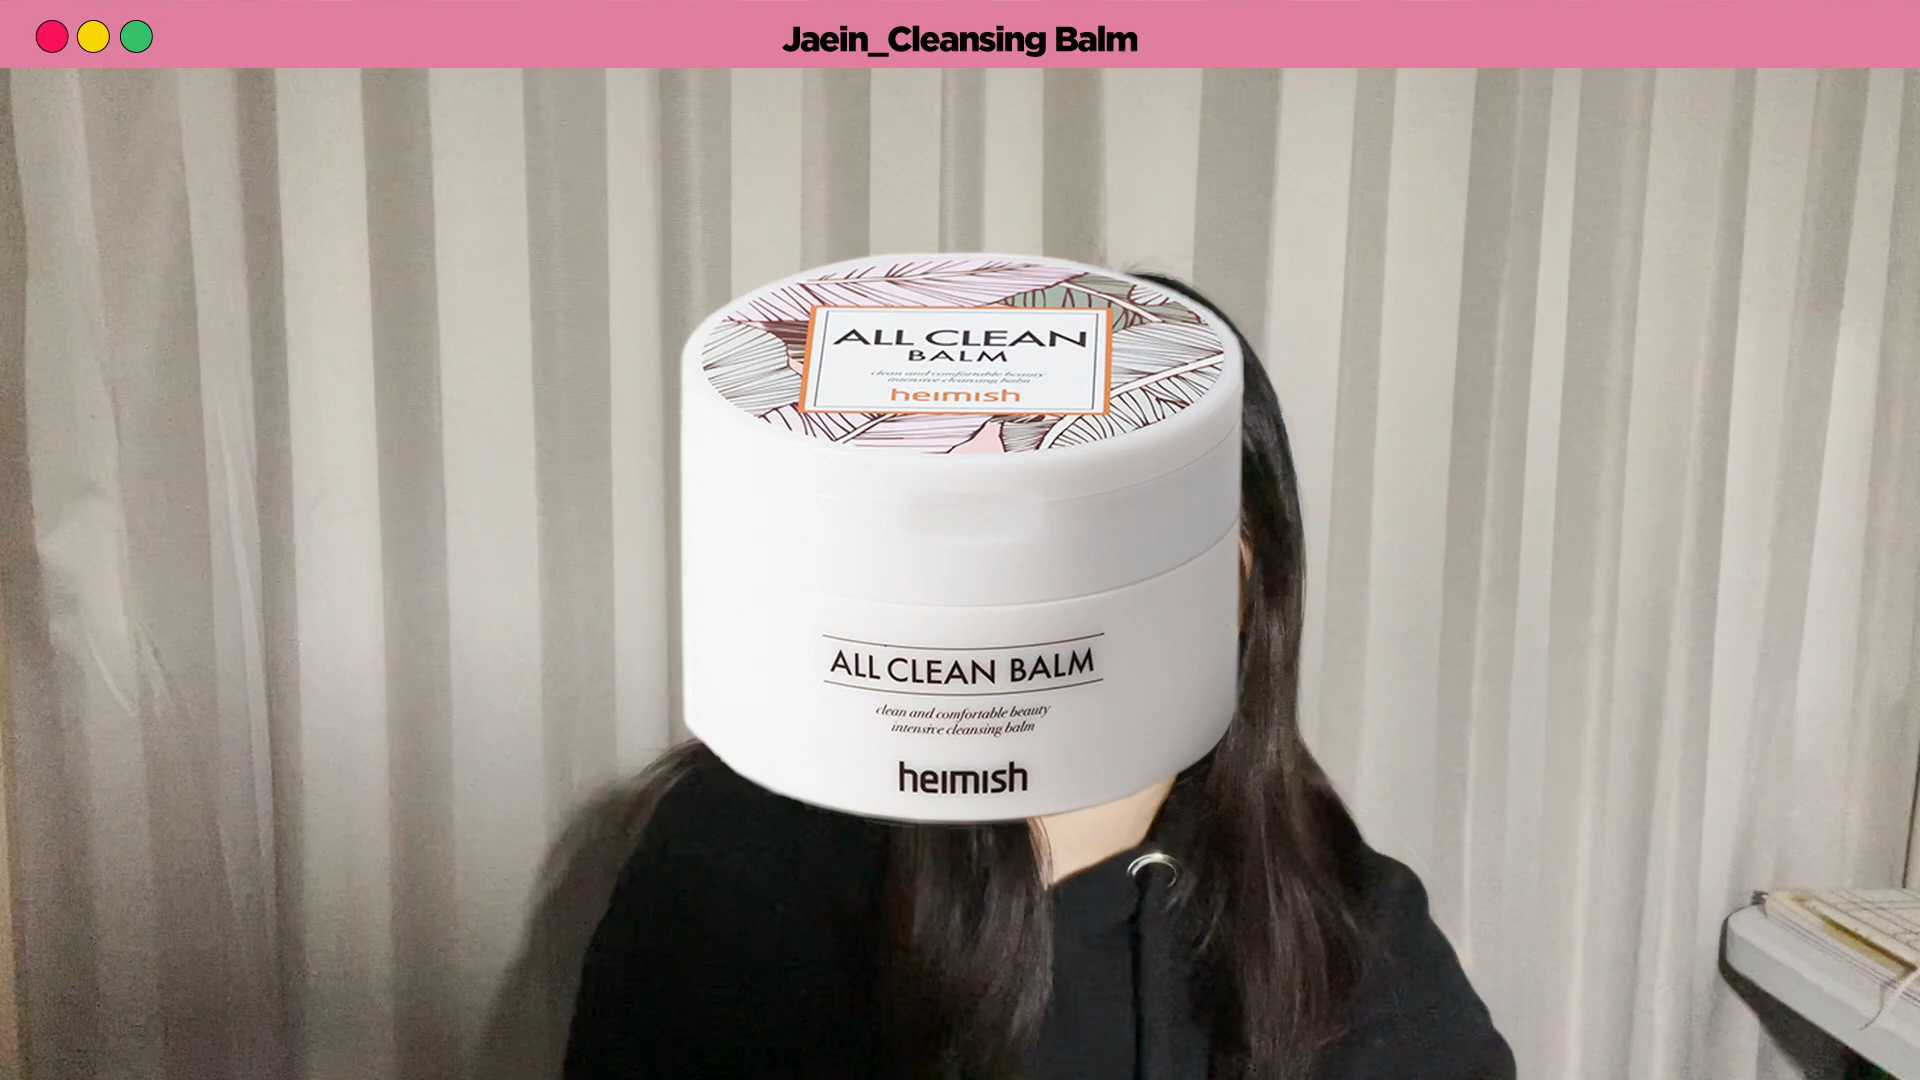 Jaein_Cleansing Balm
ALL CLEAN
BALM
clean and comfortable beauty
intensive cleansing balm
heimish
ALL CLEAN BALM
clean and comfortable beauty
intensive cleansing balm
heimish